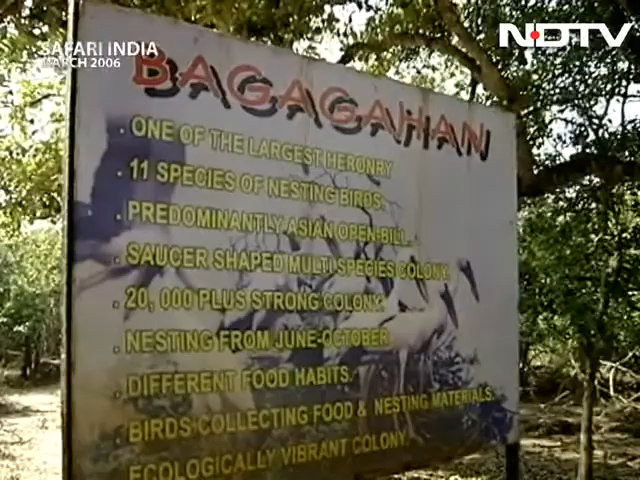 SAFARI INDIA
MARCH 2006
NDTV
BAGAGAHAN
. ONE OF THE LARGEST HERONRY
. 11 SPECIES OF NESTING BIRDS.
. PREDOMINANTLY ASIAN OPEN-BILL.
. SAUCER SHAPED MULTI SPECIES COLONY.
. 20, 000 PLUS STRONG COLONY.
. NESTING FROM JUNE-OCTOBER
. DIFFERENT FOOD HABITS.
. BIRDS COLLECTING FOOD & NESTING MATERIALS.
ECOLOGICALLY VIBRANT COLONY.